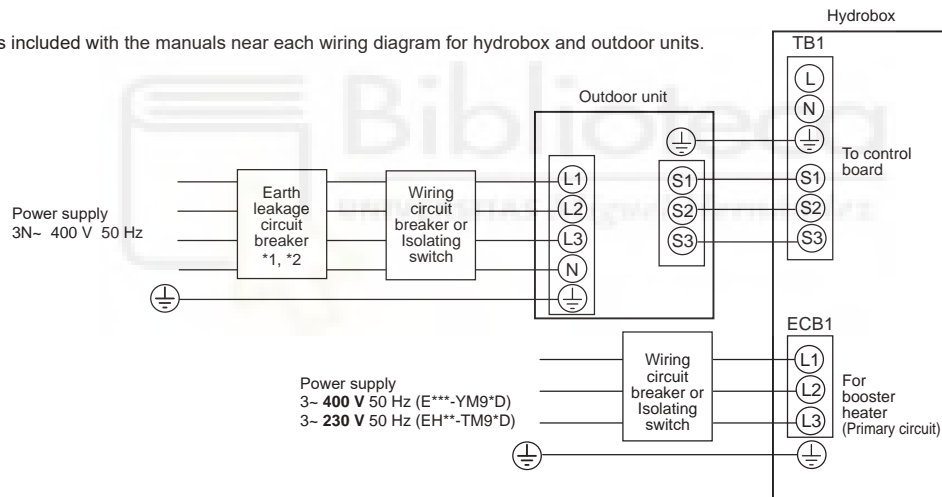 Hydrobox
s included with the manuals near each wiring diagram for hydrobox and outdoor units.
TB1
L
N
To control
board
S1
S2
S3
Outdoor unit
S1
S2
S3
L1
L2
L3
N
Power supply
3N~ 400 V 50 Hz
Earth
leakage
circuit
breaker
*1, *2
Wiring
circuit
breaker or
Isolating
switch
ECB1
L1
L2
L3
For
booster
heater
(Primary circuit)
Wiring
circuit
breaker or
Isolating
switch
Power supply
3~ 400 V 50 Hz (E***-YM9*D)
3~ 230 V 50 Hz (EH**-TM9*D)
Biblioteca